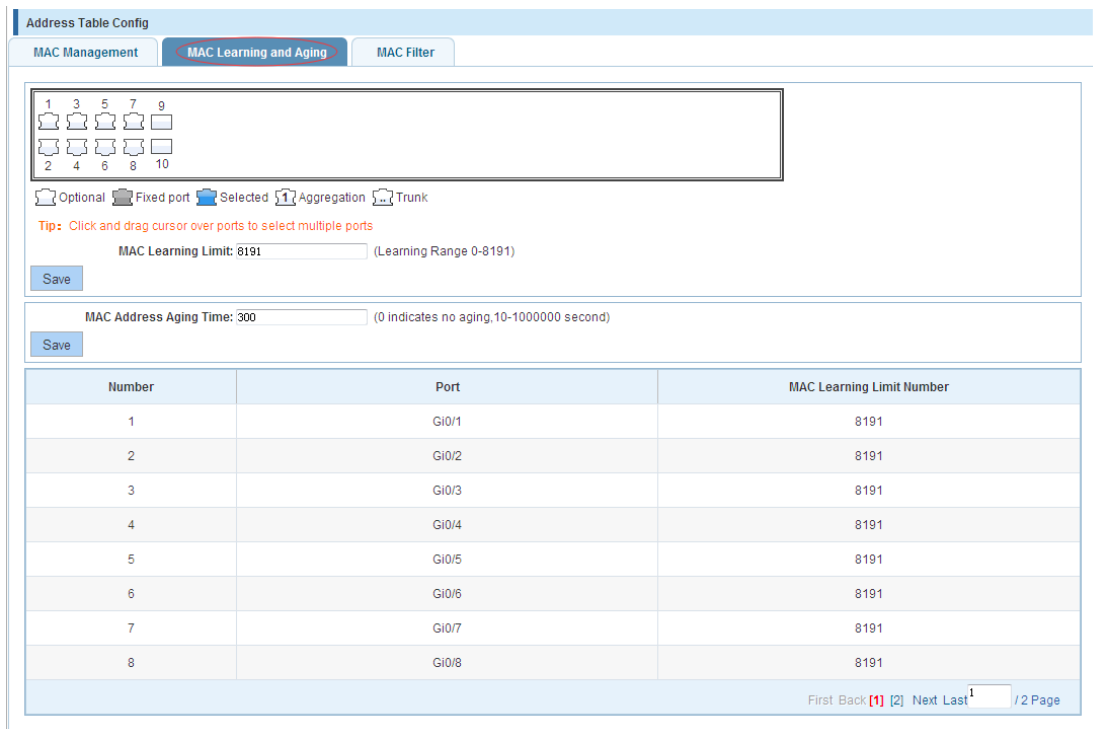 Address Table Config
MAC Management MAC Learning and Aging MAC Filter
1 3 5 7 9
2 4 6 8 10
Optional Fixed port Selected 1 Aggregation ... Trunk
Tip: Click and drag cursor over ports to select multiple ports
MAC Learning Limit: 8191 (Learning Range 0-8191)
Save
MAC Address Aging Time: 300 (0 indicates no aging,10-1000000 second)
Save
Number Port MAC Learning Limit Number
1 Gi0/1 8191
2 Gi0/2 8191
3 Gi0/3 8191
4 Gi0/4 8191
5 Gi0/5 8191
6 Gi0/6 8191
7 Gi0/7 8191
8 Gi0/8 8191
First Back [1] [2] Next Last 1 / 2 Page